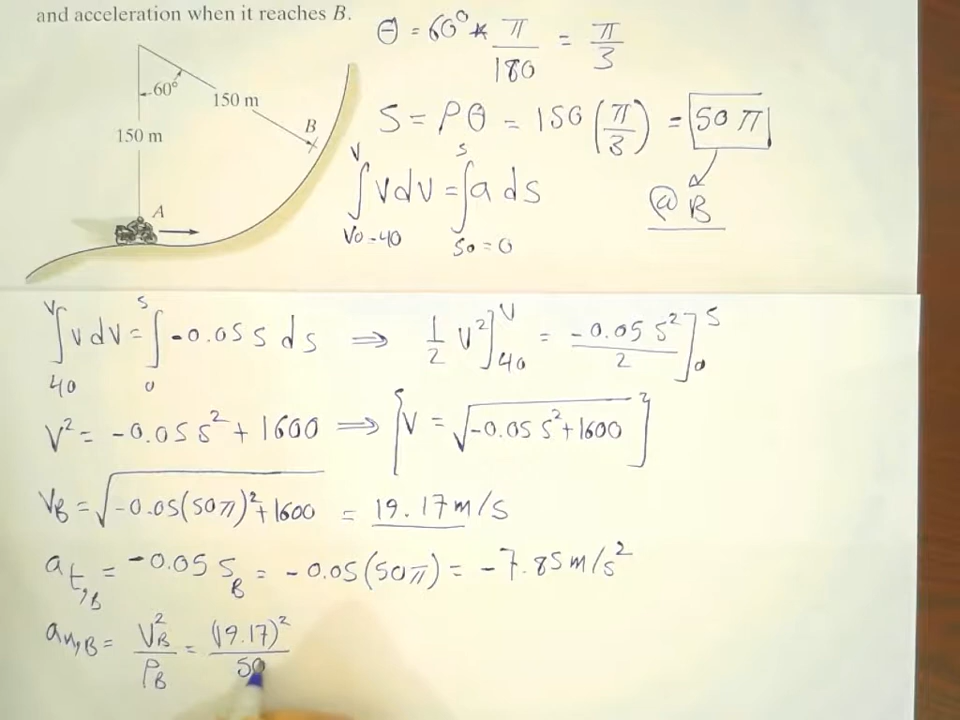 and acceleration when it reaches B.
60°
150 m
150 m
B
A
θ = 60° * π/180 = π/3
S = ρθ = 150 (π/3) = 50 π
@ B
∫ v dv = ∫ a ds
V
V0=40
s
S0 = 0
∫ v dv = ∫ -0.05 s ds ⇒ 1/2 v² ] = -0.05 s²/2 ]
V
40
s
0
V
40
s
0
V² = -0.05 s² + 1600 ⇒ [ V = √-0.05 s²+1600 ]
VB = √-0.05(50π)²+1600 = 19.17 m/s
at,B = -0.05 SB = -0.05(50π) = -7.85 m/s²
an,B = VB²/ρB = (19.17)²/50